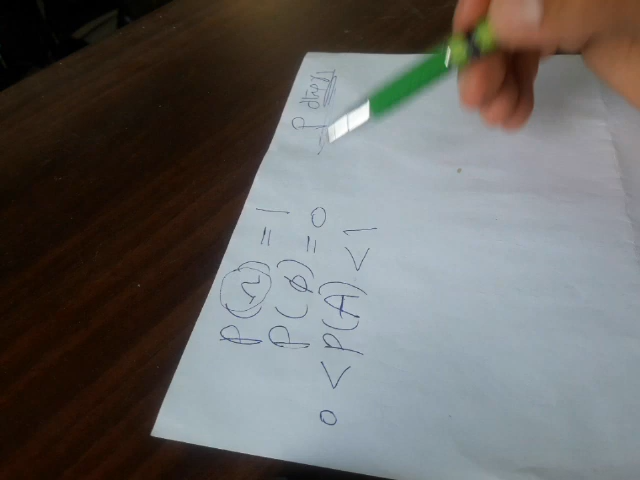 P(Ω) = 1
P(φ) = 0
0 < P(A) < 1
P